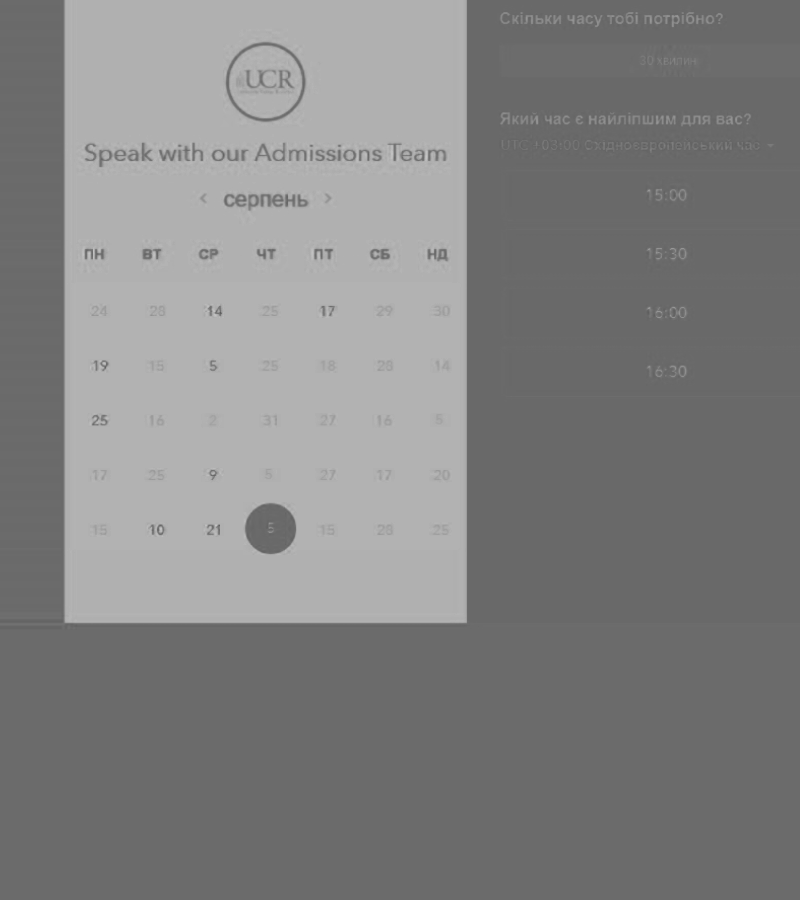 UCR
Speak with our Admissions Team
< серпень >
ПН ВТ СР ЧТ ПТ СБ НД
24 28 14 25 17 29 30
19 15 5 25 18 28 14
25 16 2 31 27 16 5
17 25 9 5 27 17 20
15 10 21 5 15 28 25
Скільки часу тобі потрібно?
30 хвилин
Який час є найліпшим для вас?
UTC +03:00 Східноєвропейський час
15:00
15:30
16:00
16:30